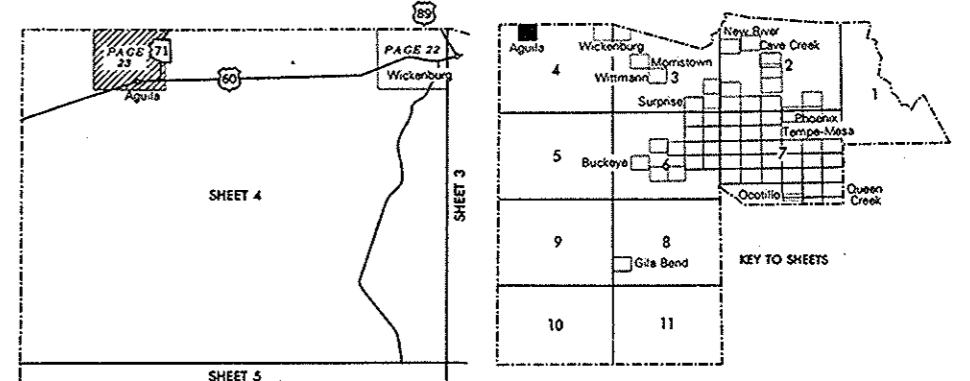 89
PAGE 23
71
PAGE 22
60
Wickenburg
Aguila
SHEET 4
SHEET 3
SHEET 5
Aguila
Wickenburg
New River
Cave Creek
4
Morristown
2
Wittmann
3
1
Surprise
Phoenix
Tempe-Mesa
5
Buckeye
6
7
Ocotillo
Queen
Creek
9
8
Gila Bend
KEY TO SHEETS
10
11